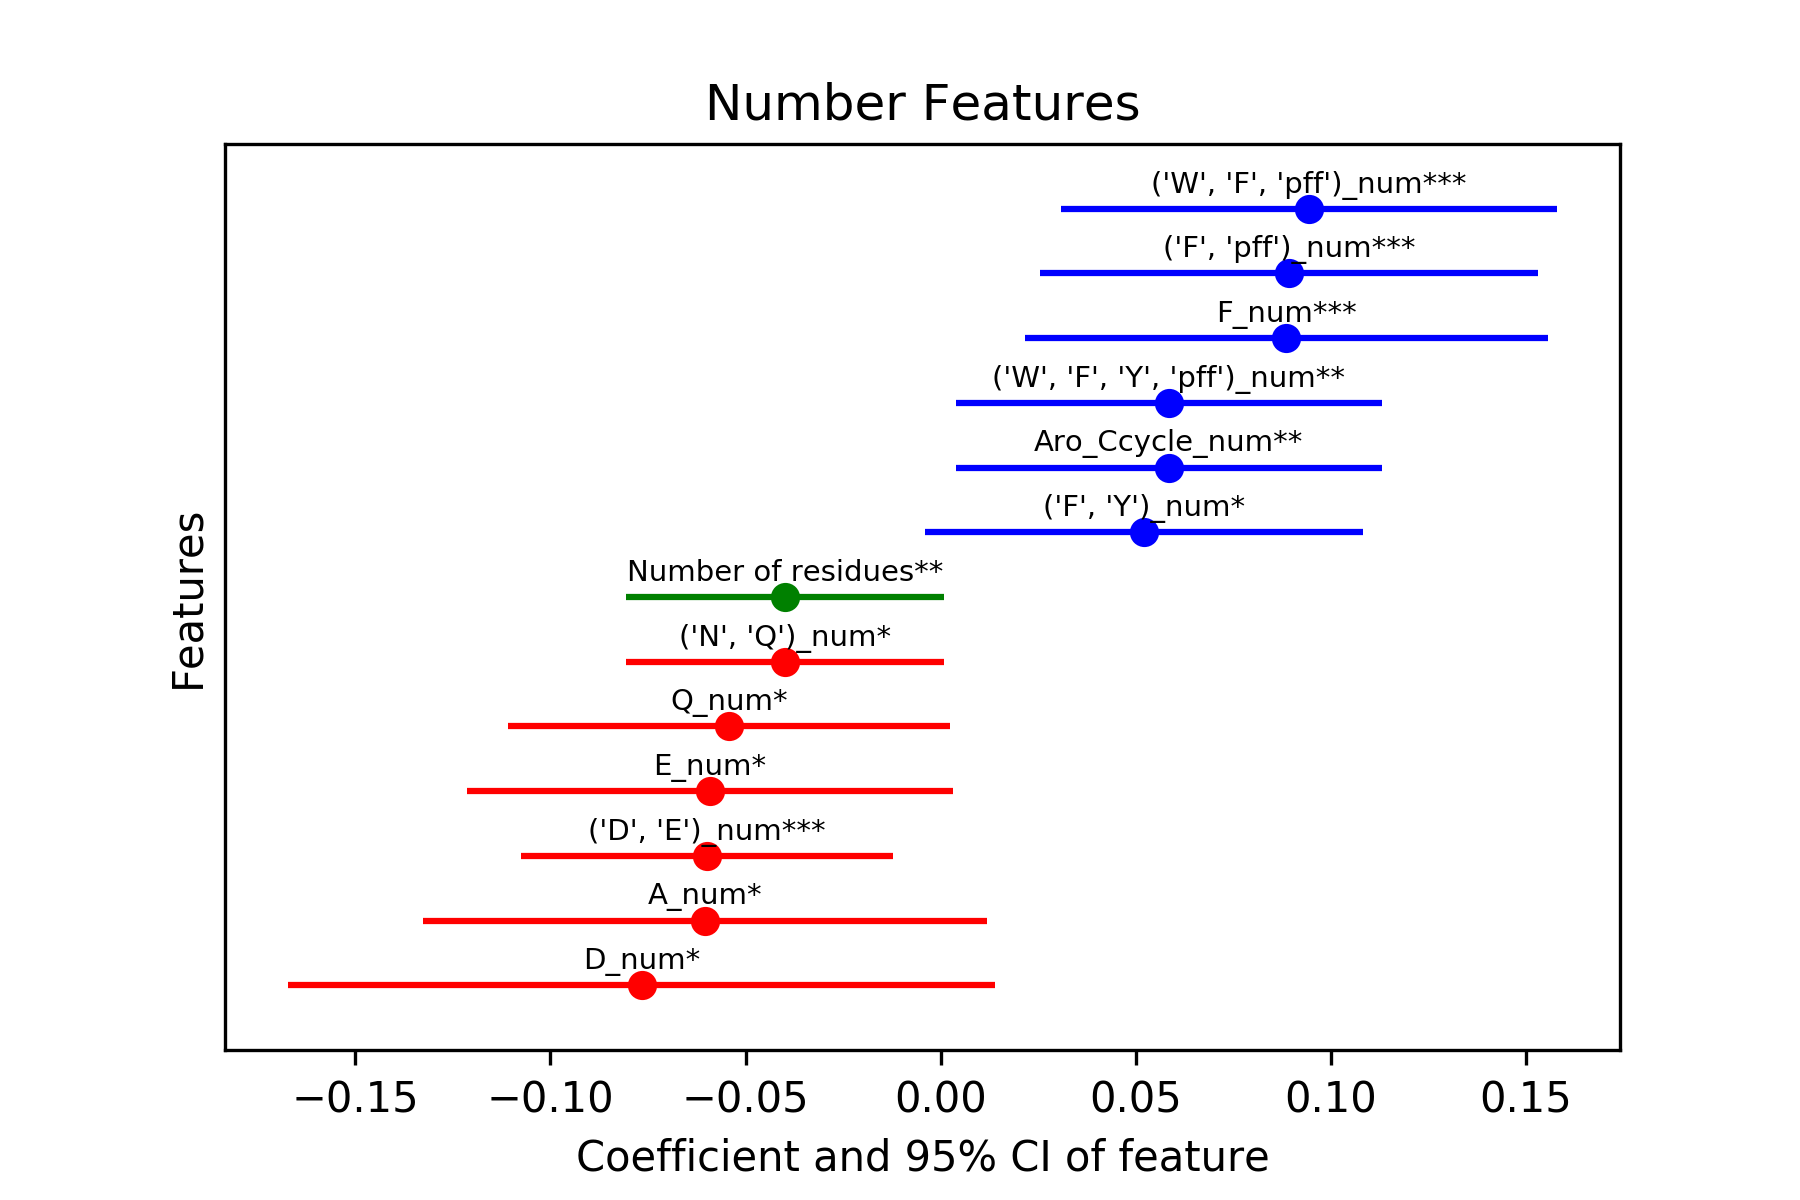 Number Features
('W', 'F', 'pff')_num***
('F', 'pff')_num***
F_num***
('W', 'F', 'Y', 'pff')_num**
Aro_Ccycle_num**
('F', 'Y')_num*
Number of residues**
('N', 'Q')_num*
Q_num*
E_num*
('D', 'E')_num***
A_num*
D_num*
Features
−0.15 −0.10 −0.05 0.00 0.05 0.10 0.15
Coefficient and 95% CI of feature